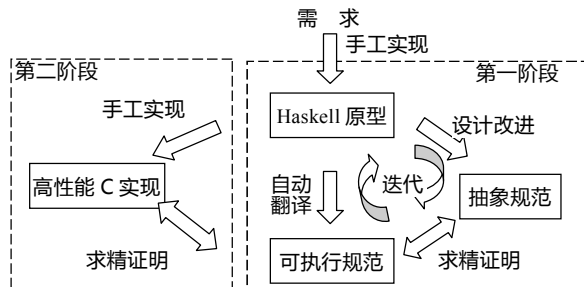 需 求
手工实现
第二阶段
第一阶段
手工实现
Haskell 原型
设计改进
高性能 C 实现
自动
翻译
迭代
抽象规范
求精证明
可执行规范
求精证明